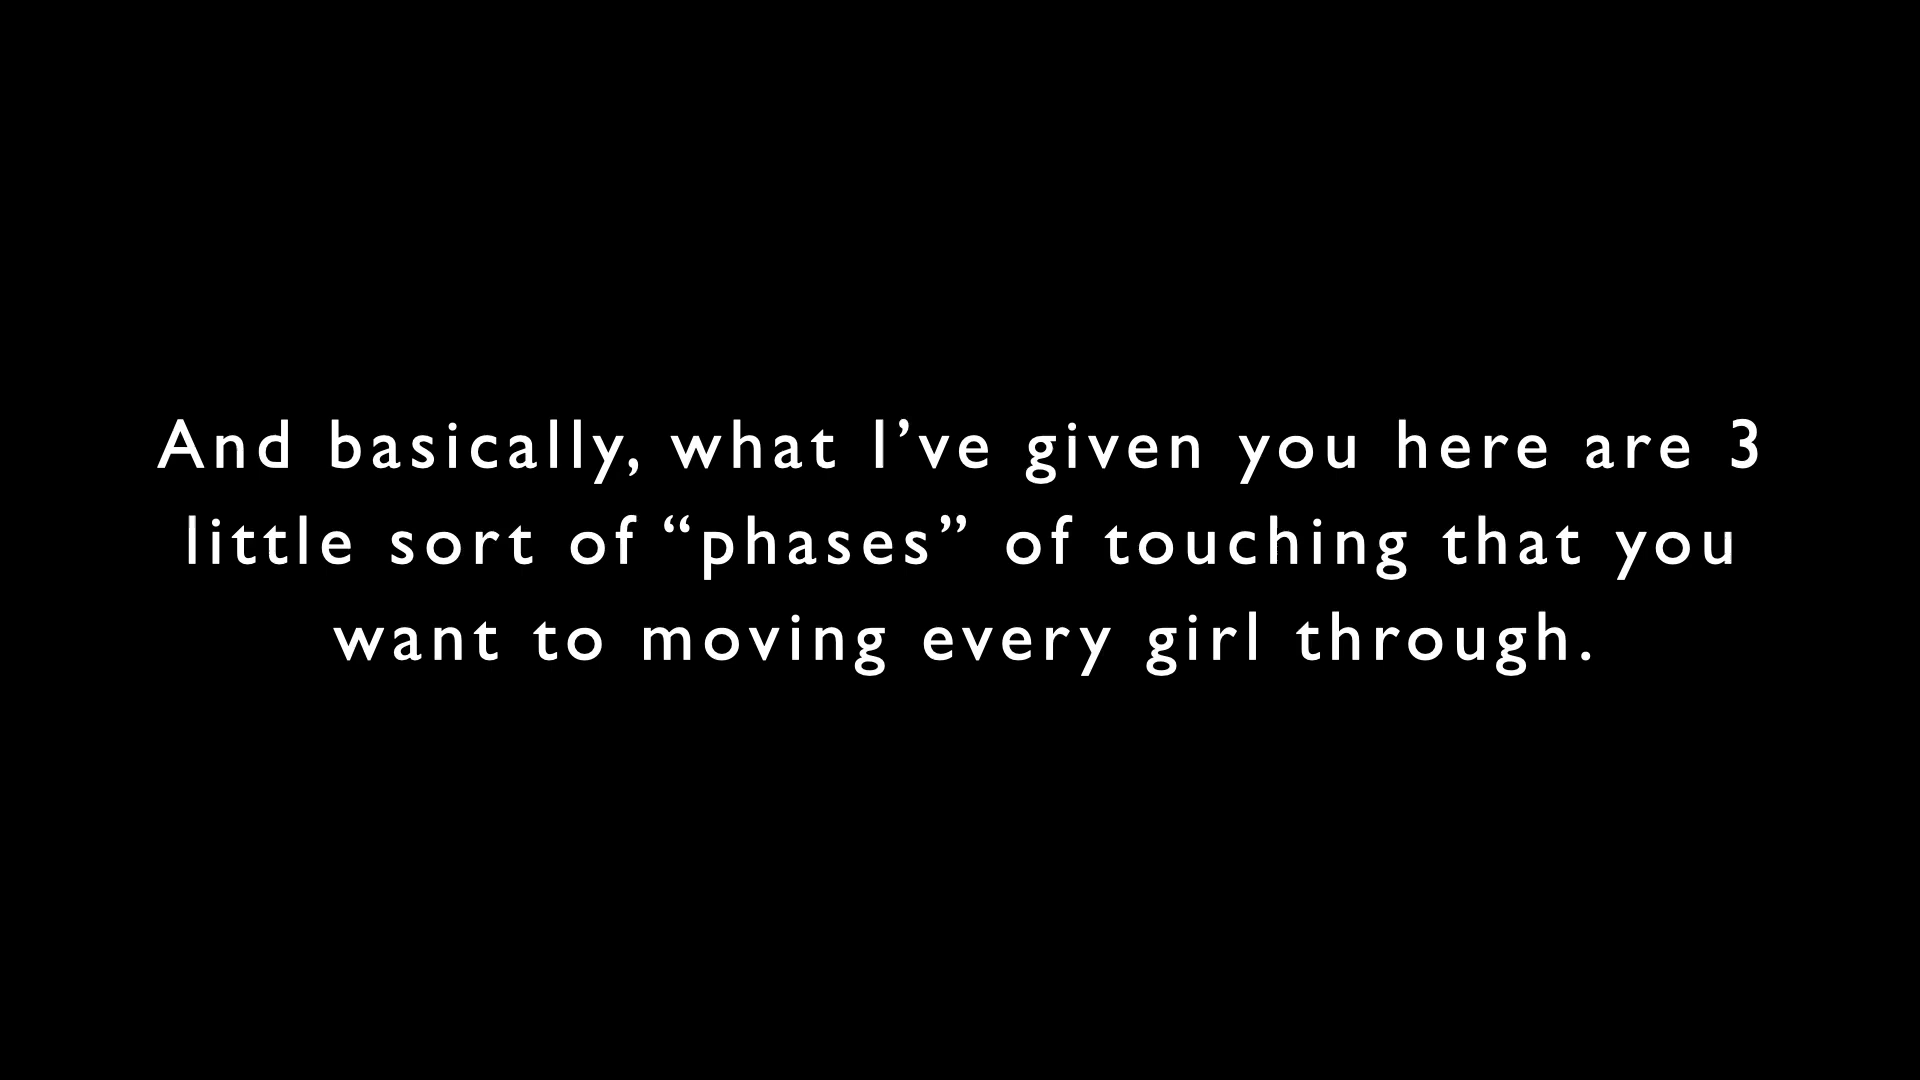 And basically, what I’ve given you here are 3
little sort of “phases” of touching that you
want to moving every girl through.